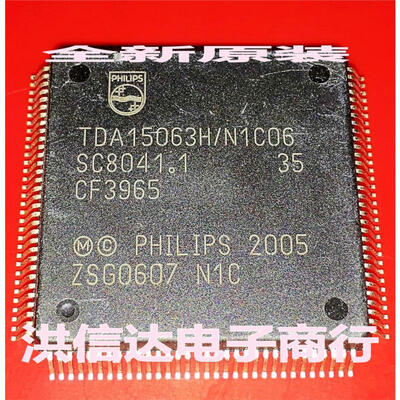 全新原装
PHILIPS
TDA15063H/N1C06
SC8041.1 35
CF3965
ⓂⒸ PHILIPS 2005
ZSG0607 N1C
洪信达电子商行